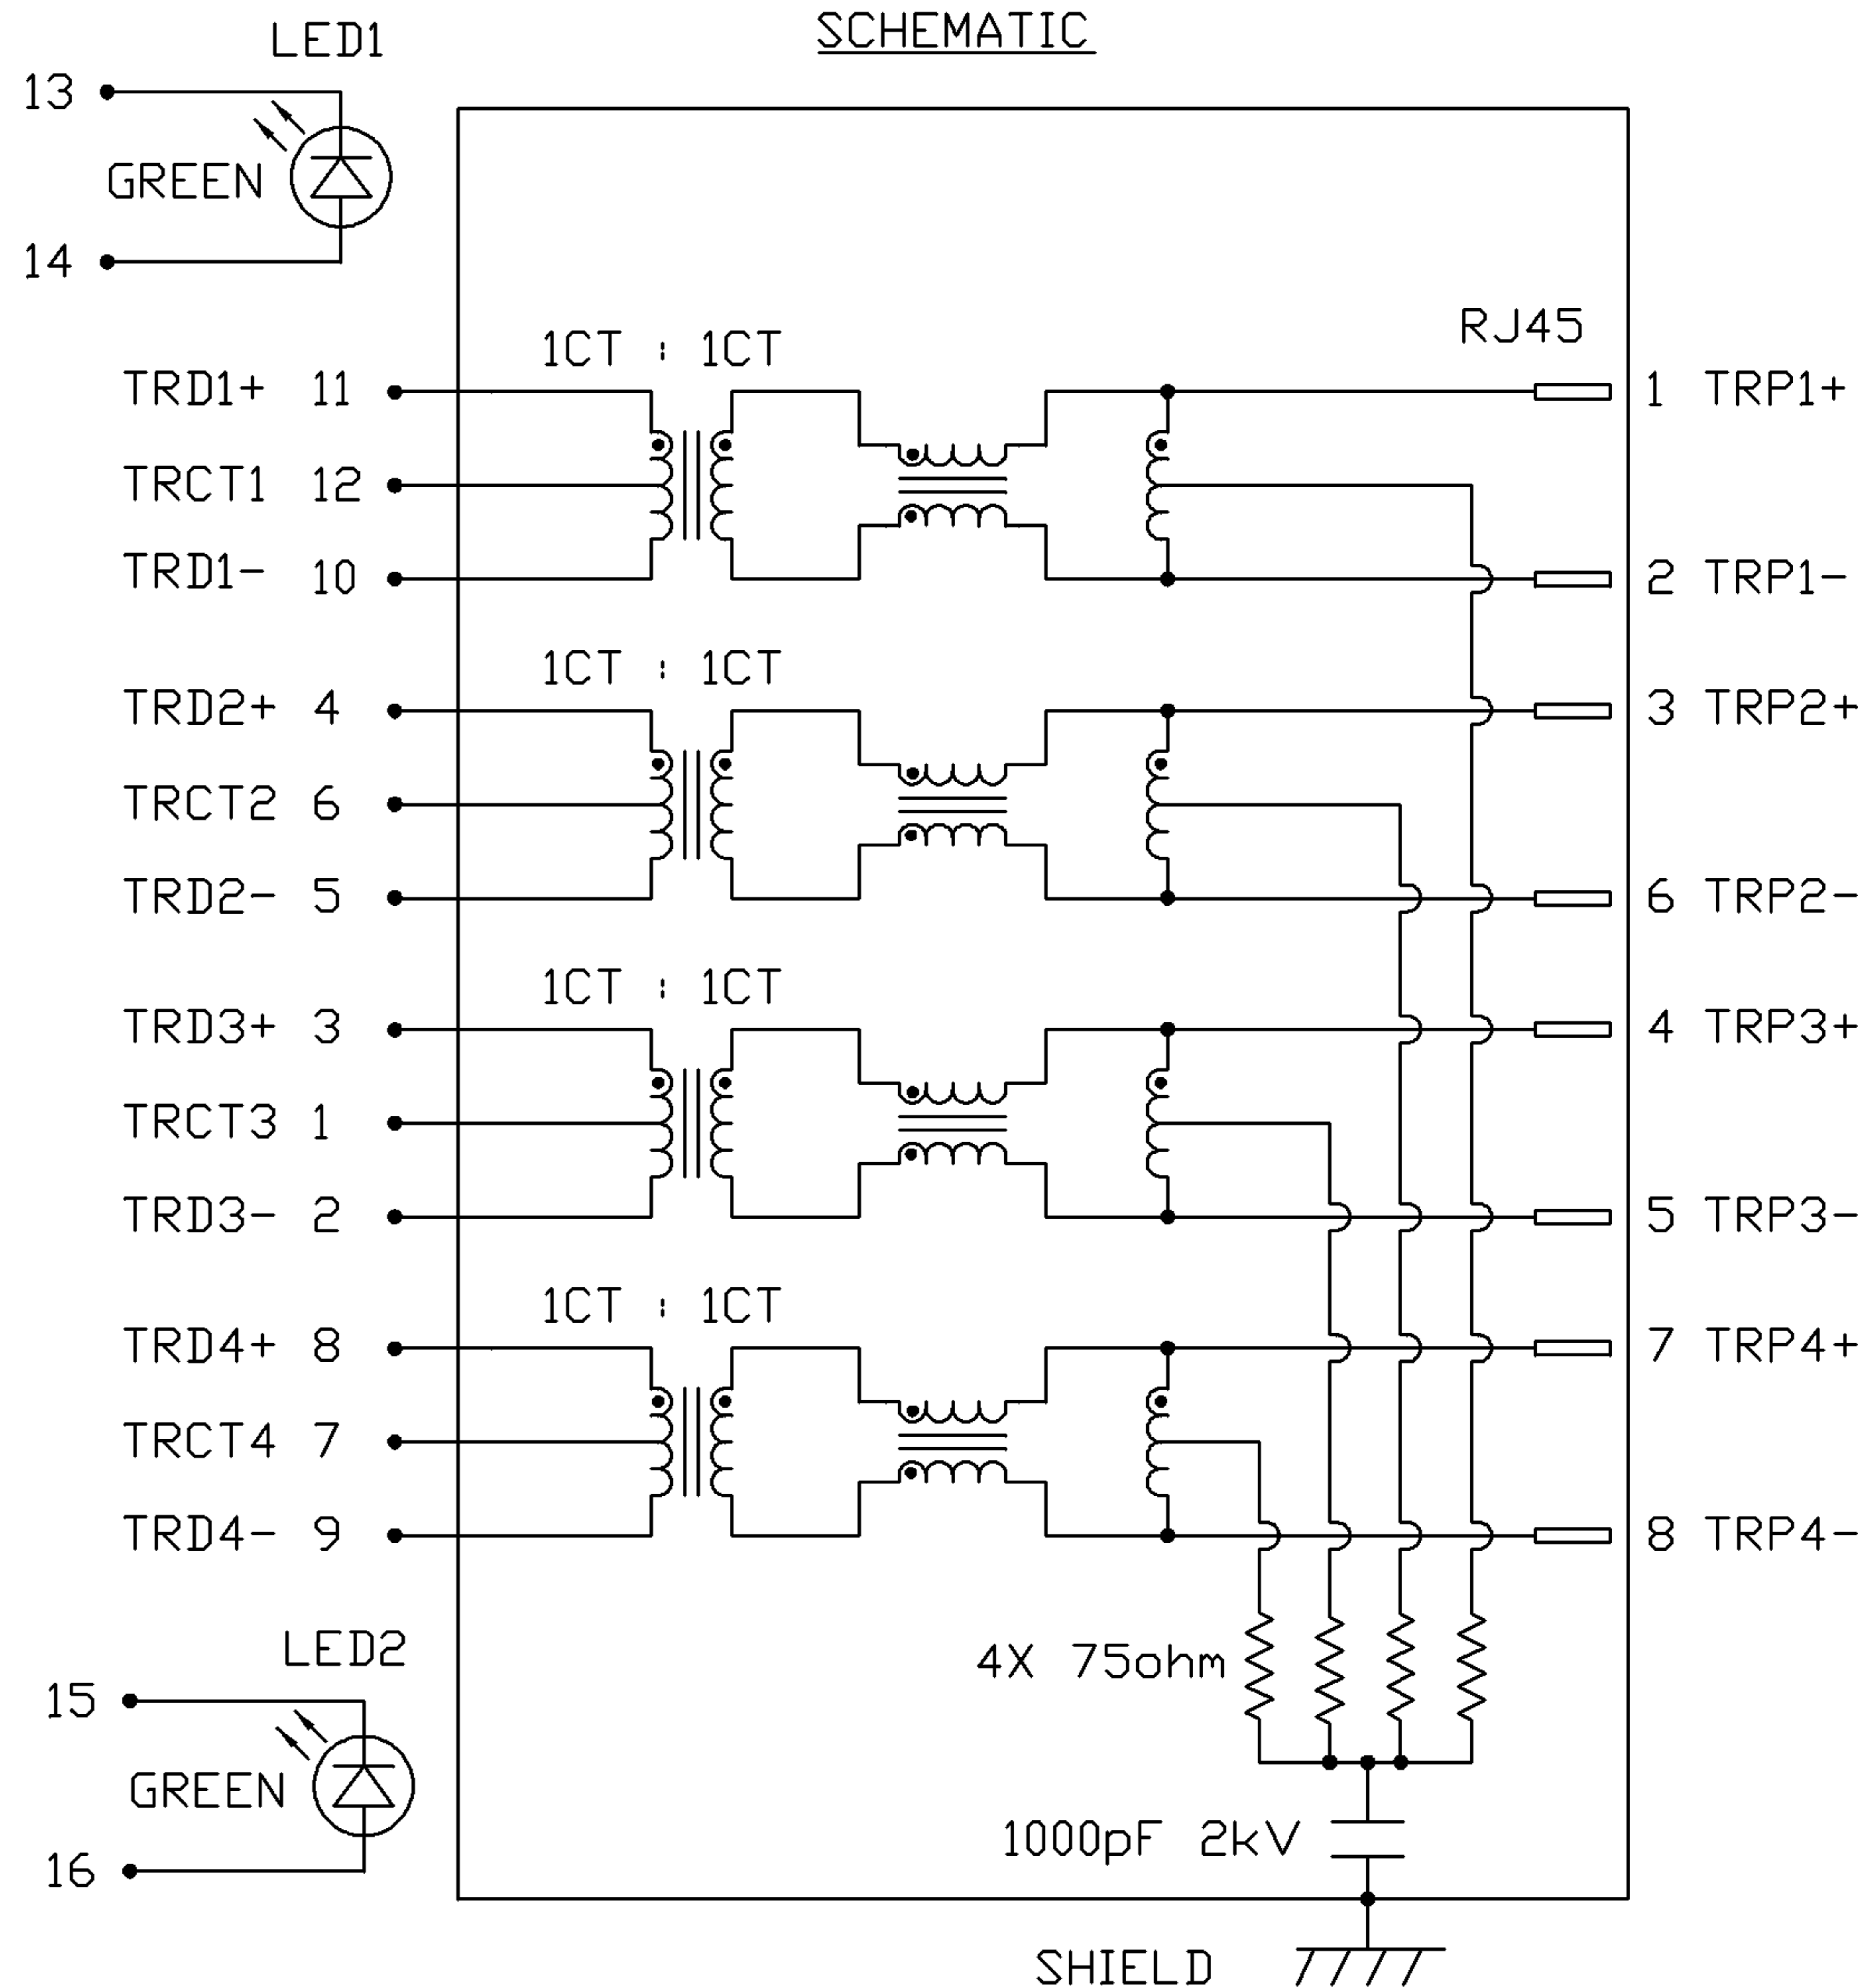 SCHEMATIC
LED1
13
GREEN
14
RJ45
1CT : 1CT
TRD1+ 11
1 TRP1+
TRCT1 12
TRD1- 10
2 TRP1-
1CT : 1CT
TRD2+ 4
3 TRP2+
TRCT2 6
TRD2- 5
6 TRP2-
1CT : 1CT
TRD3+ 3
4 TRP3+
TRCT3 1
TRD3- 2
5 TRP3-
1CT : 1CT
TRD4+ 8
7 TRP4+
TRCT4 7
TRD4- 9
8 TRP4-
LED2
4X 75ohm
15
GREEN
1000pF 2kV
16
SHIELD